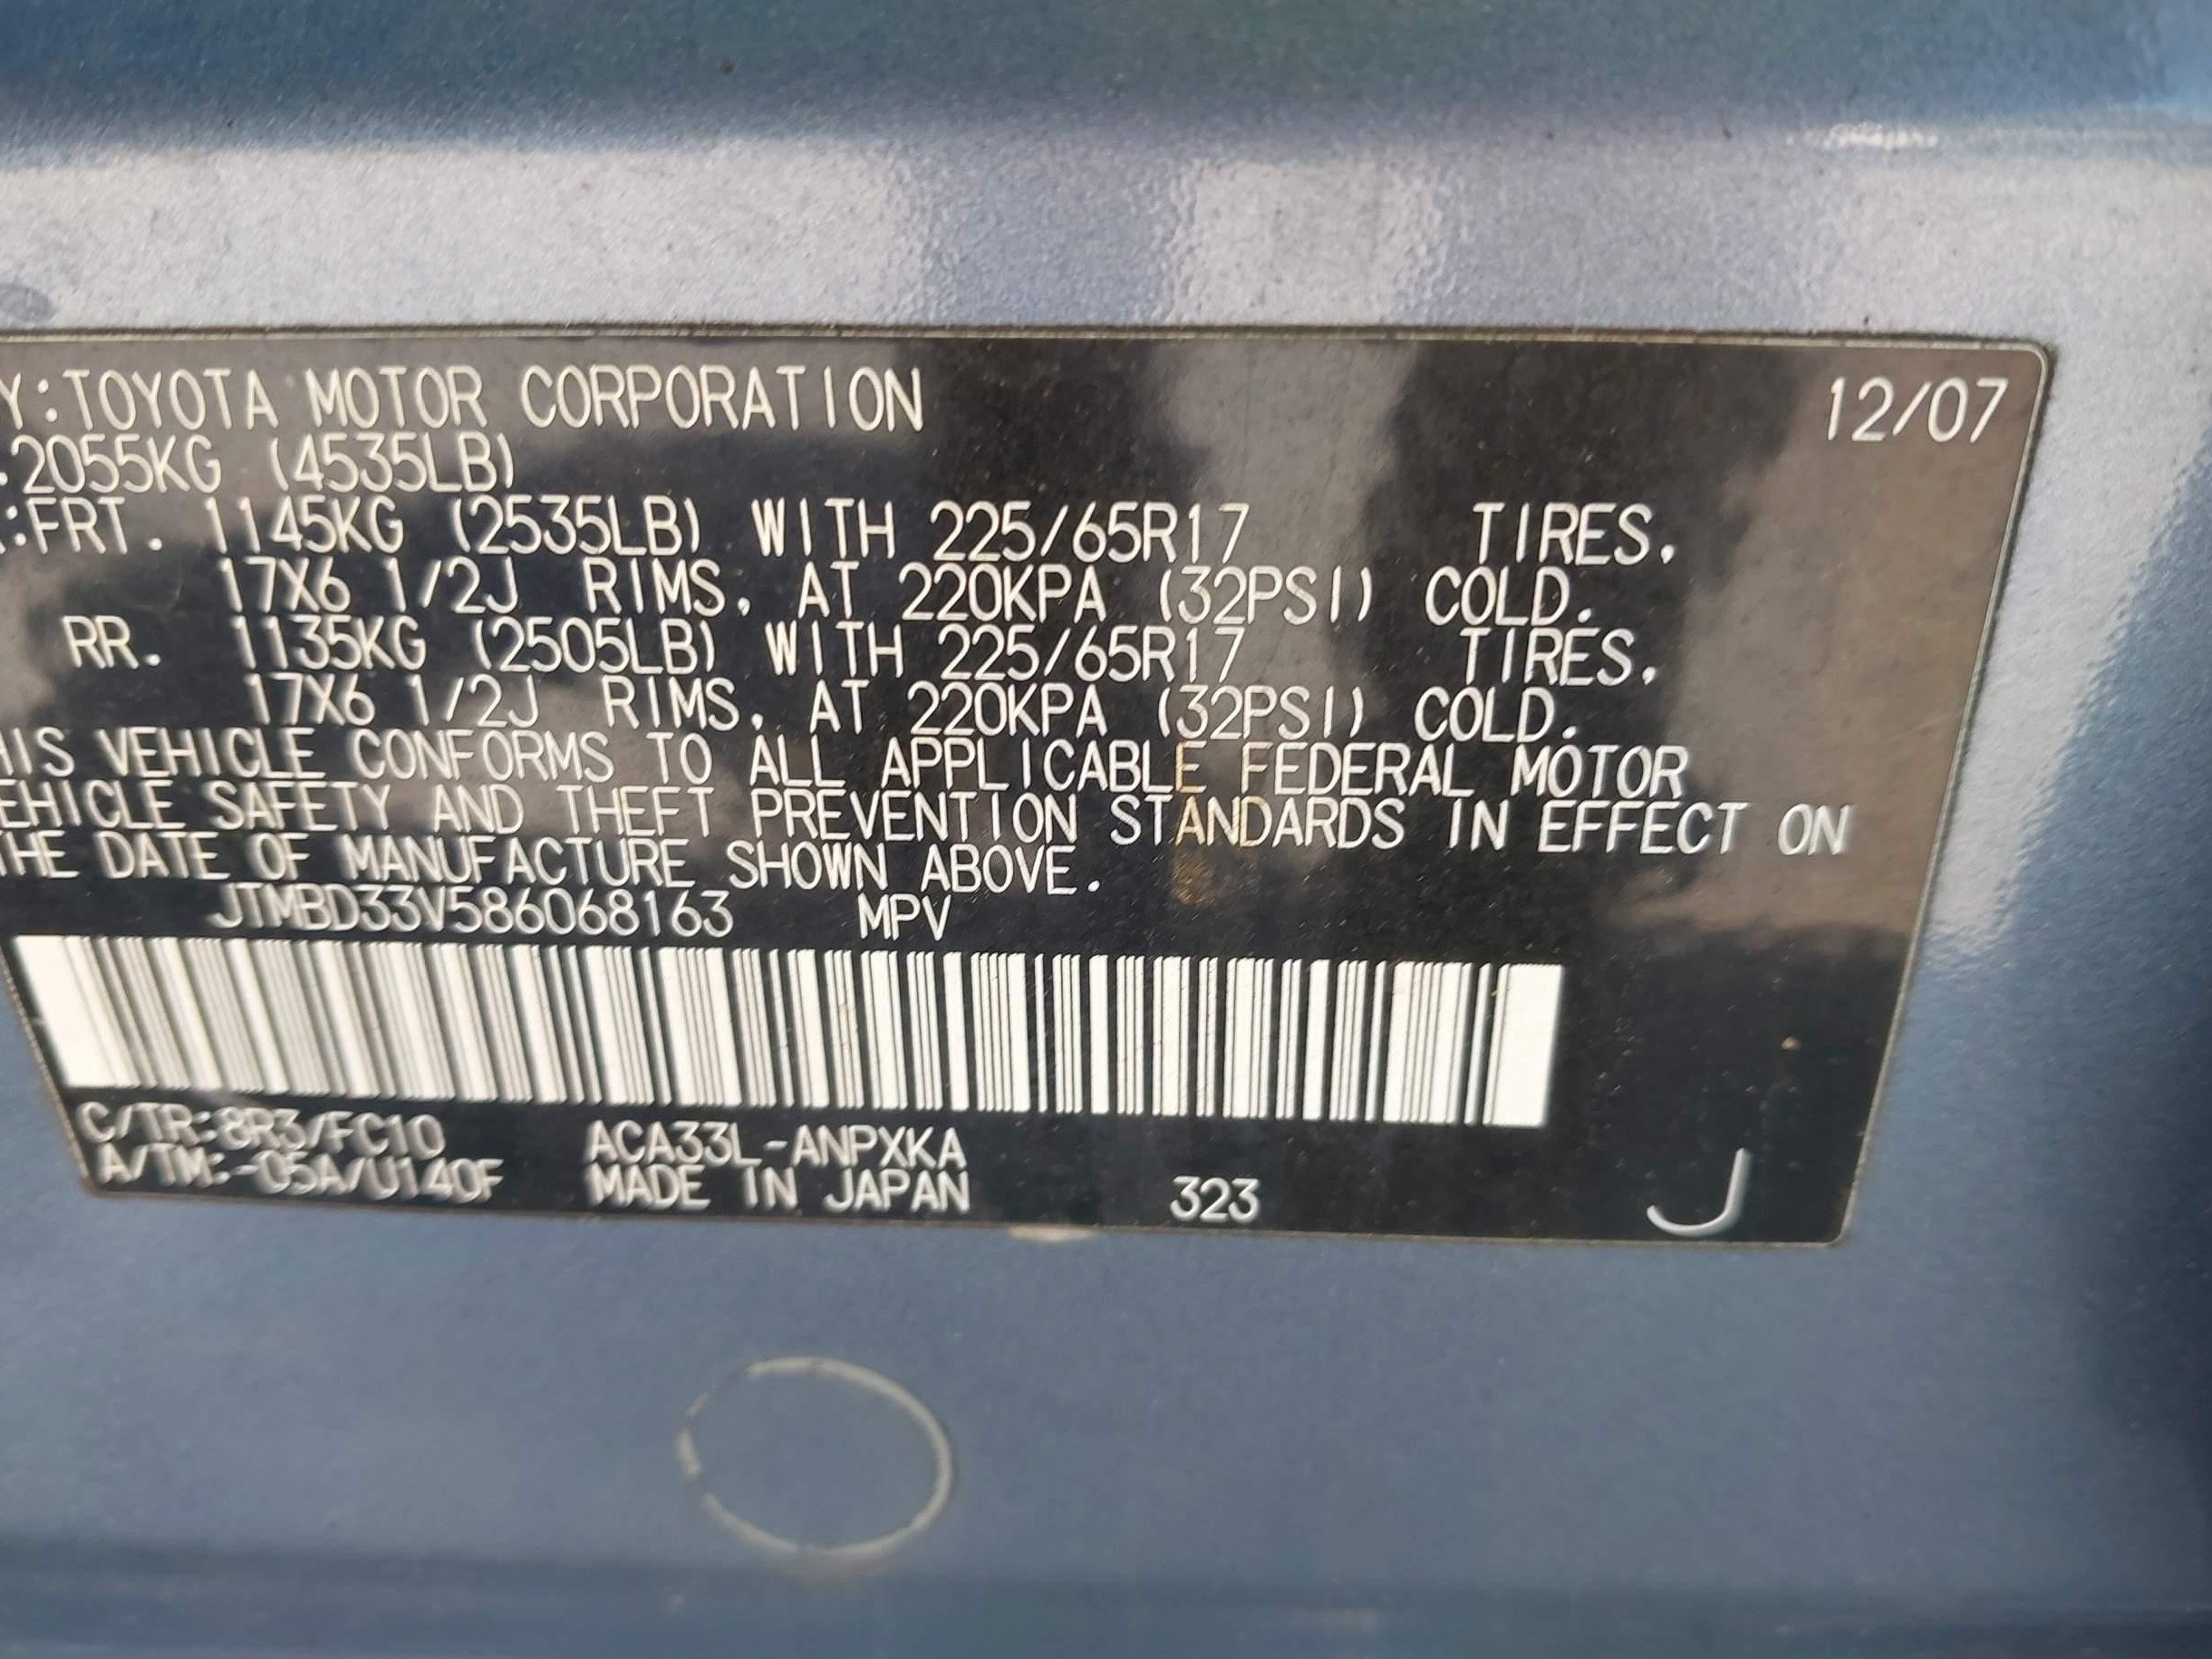 Y:TOYOTA MOTOR CORPORATION 12/07
:2055KG (4535LB)
:FRT. 1145KG (2535LB) WITH 225/65R17 TIRES,
17X6 1/2J RIMS, AT 220KPA (32PSI) COLD.
RR. 1135KG (2505LB) WITH 225/65R17 TIRES,
17X6 1/2J RIMS, AT 220KPA (32PSI) COLD.
HIS VEHICLE CONFORMS TO ALL APPLICABLE FEDERAL MOTOR
EHICLE SAFETY AND THEFT PREVENTION STANDARDS IN EFFECT ON
THE DATE OF MANUFACTURE SHOWN ABOVE.
JTMBD33V586068163 MPV
C/TR:8R3/FC10 ACA33L-ANPXKA
A/TM:-05A/U140F MADE IN JAPAN 323 J